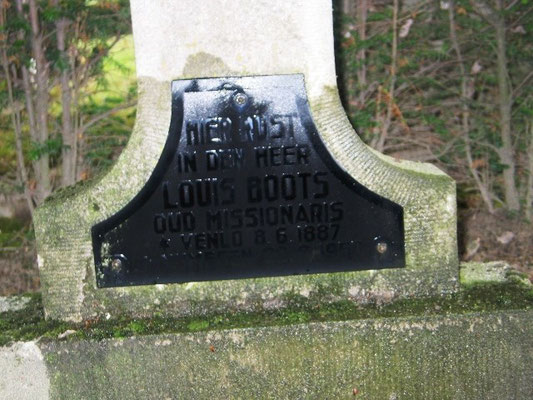 HIER RUST
IN DEN HEER
LOUIS BOOTS
OUD MISSIONARIS
* VENLO 8.6.1887